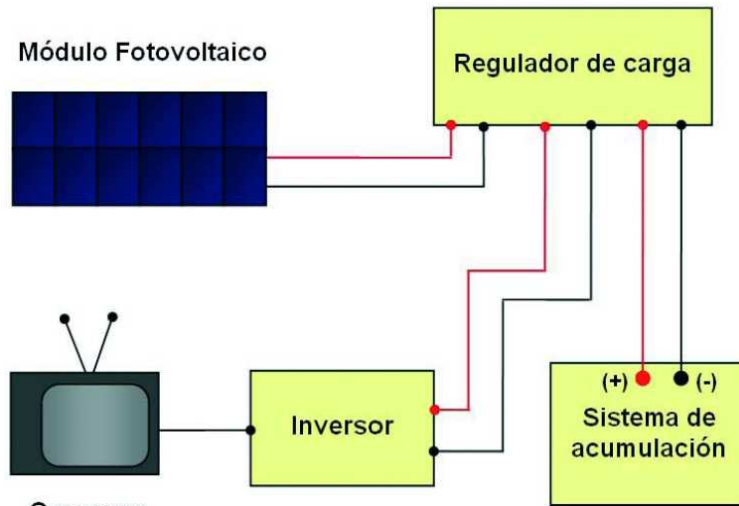 Módulo Fotovoltaico
Regulador de carga
(+) (-)
Inversor
Sistema de
acumulación